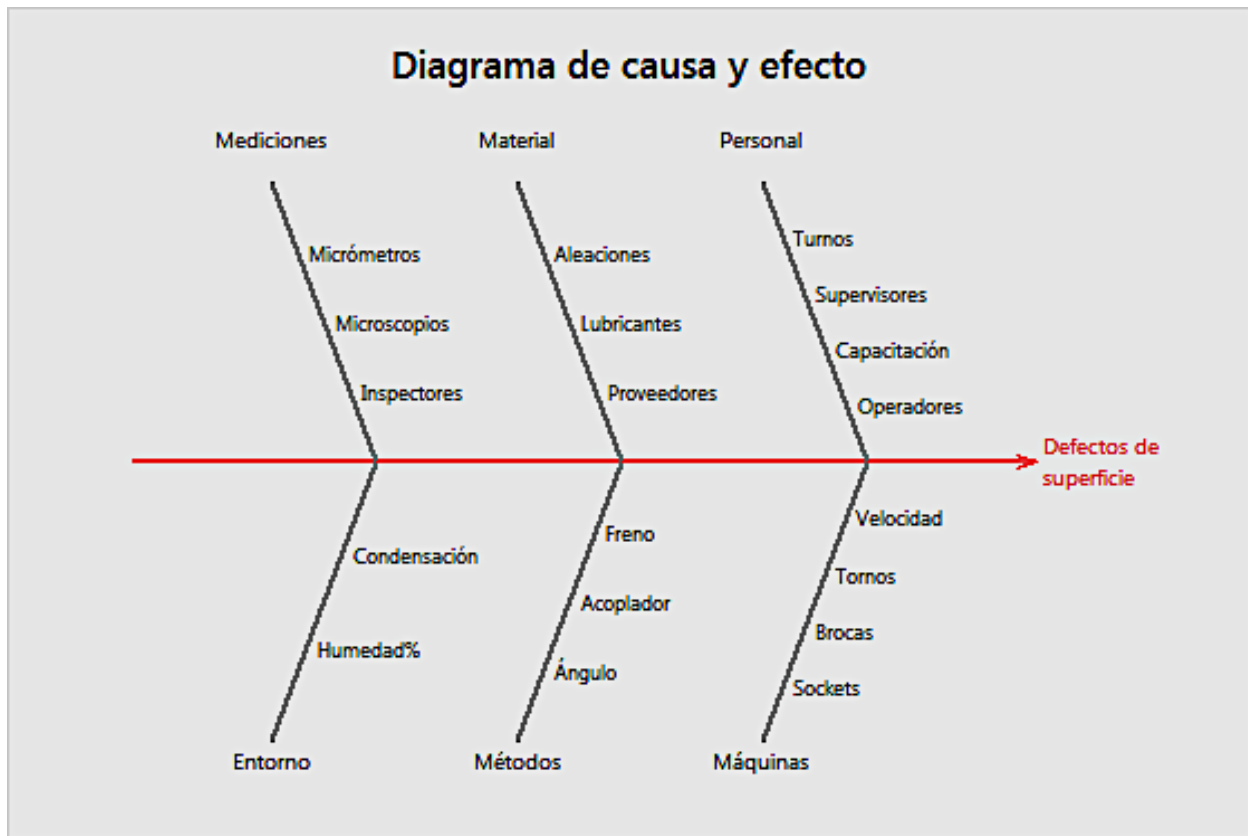 Diagrama de causa y efecto
Mediciones
Material
Personal
Micrómetros
Microscopios
Inspectores
Aleaciones
Lubricantes
Proveedores
Turnos
Supervisores
Capacitación
Operadores
Defectos de
superficie
Condensación
Humedad%
Freno
Acoplador
Ángulo
Velocidad
Tornos
Brocas
Sockets
Entorno
Métodos
Máquinas